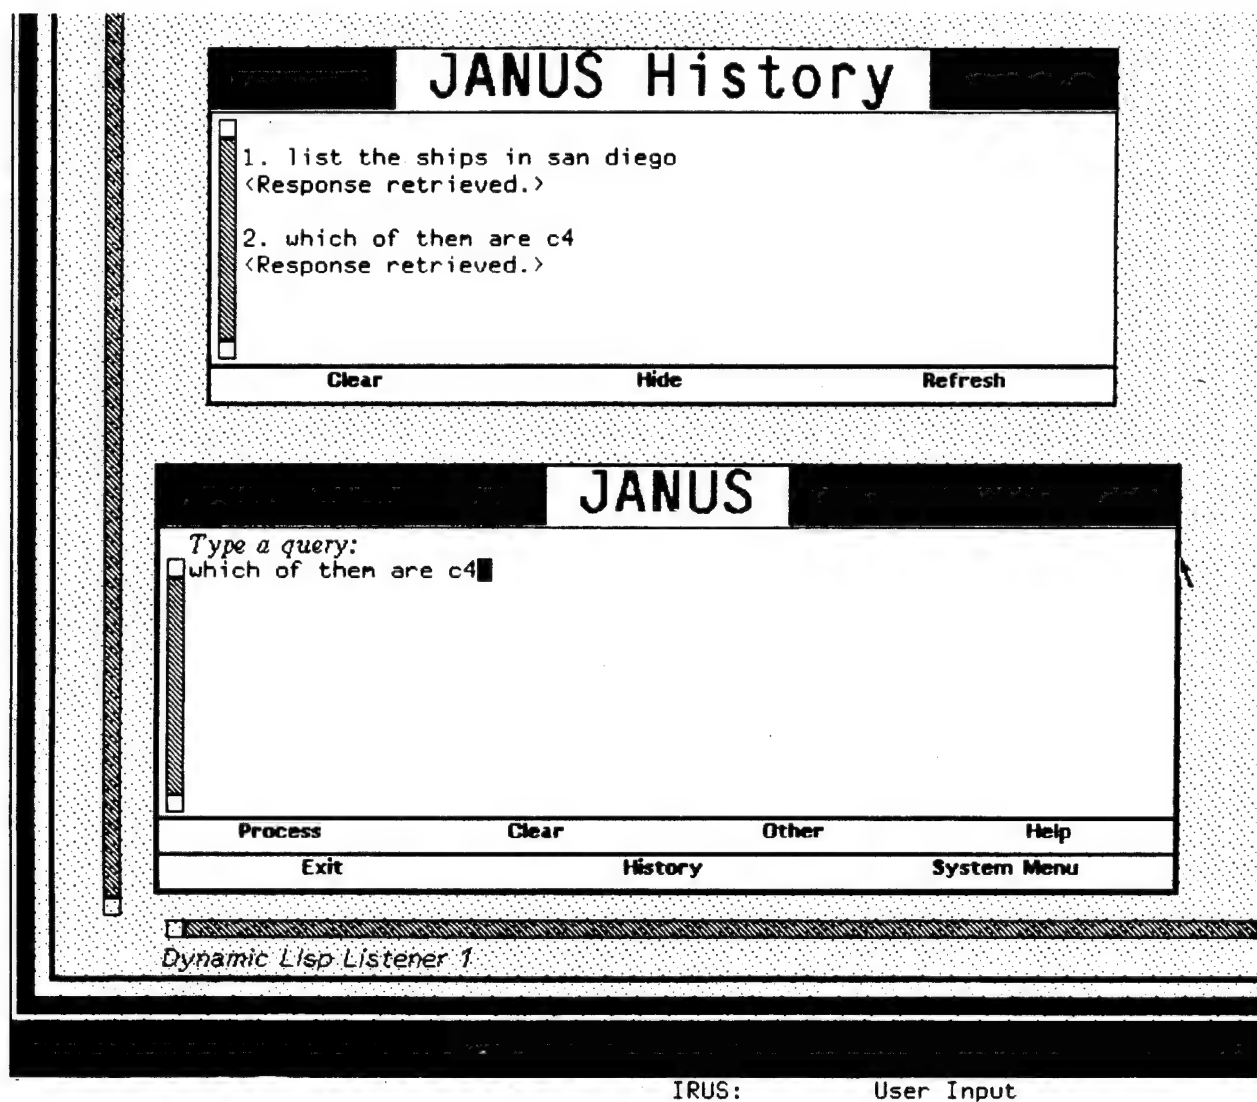 JANUS History
1. list the ships in san diego
<Response retrieved.>
2. which of them are c4
<Response retrieved.>
Clear Hide Refresh
JANUS
Type a query:
which of them are c4
Process Clear Other Help
Exit History System Menu
Dynamic Lisp Listener 1
IRUS: User Input